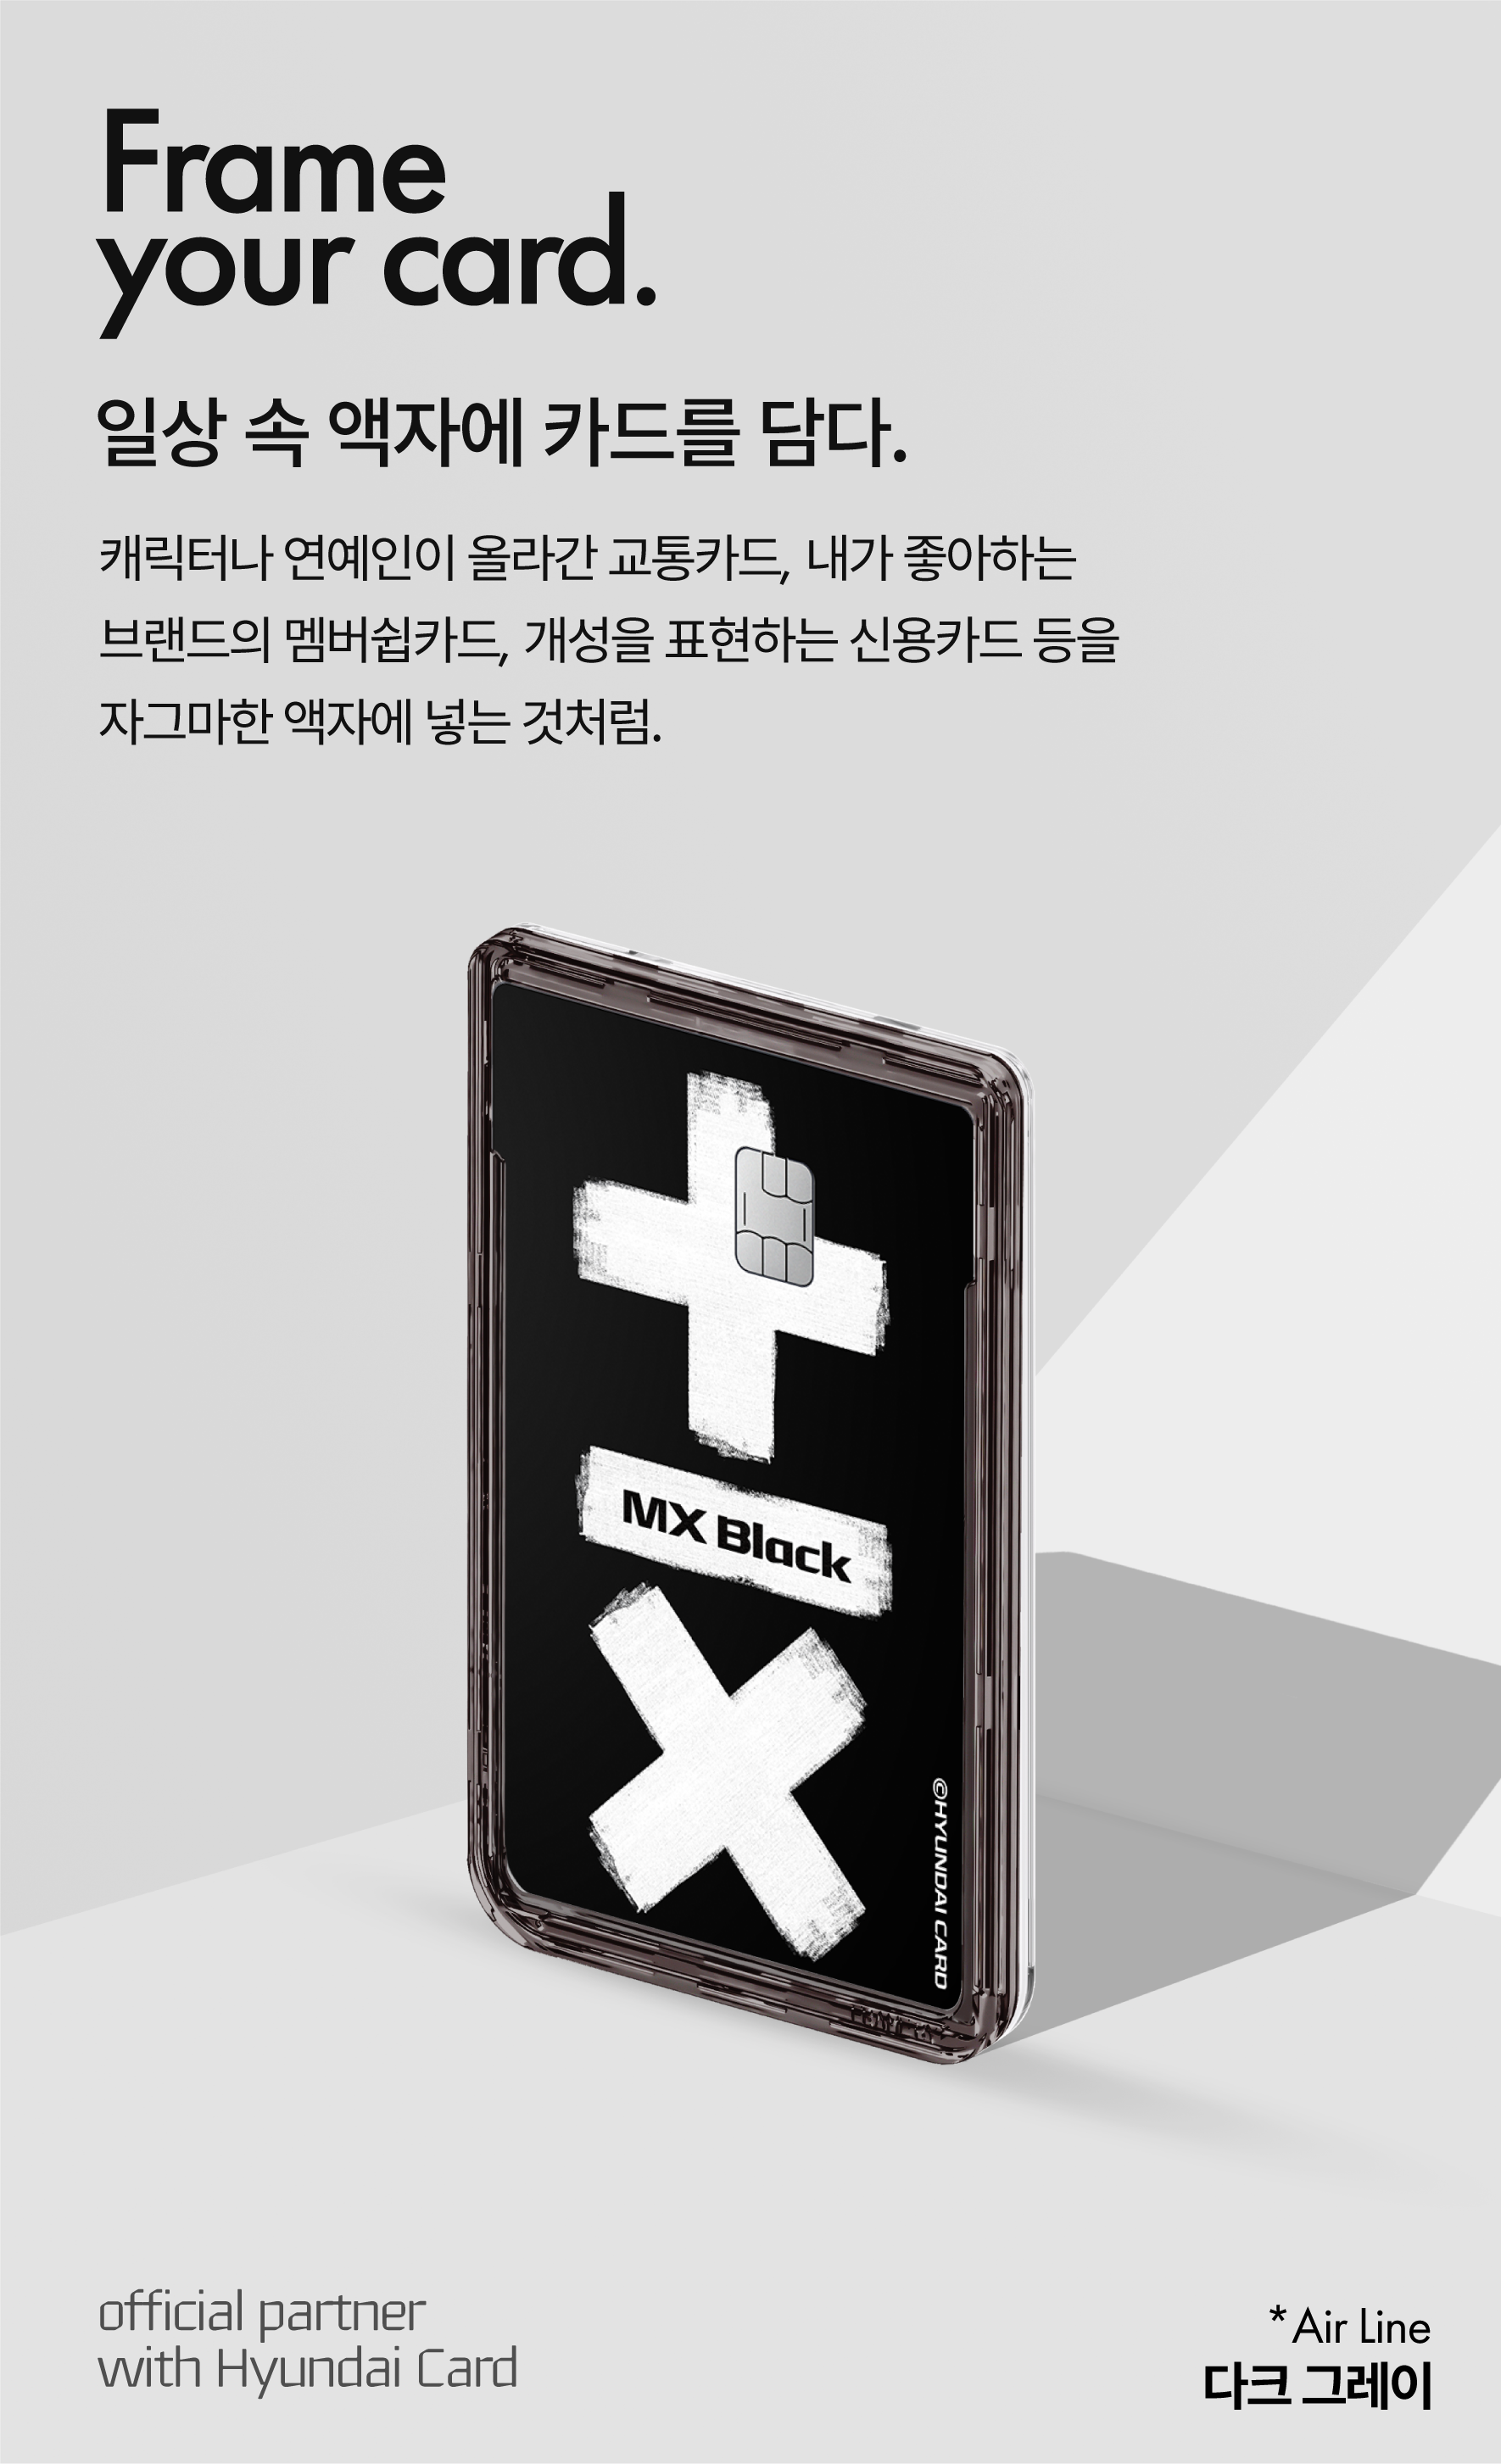 Frame
your card.
일상 속 액자에 카드를 담다.
캐릭터나 연예인이 올라간 교통카드, 내가 좋아하는
브랜드의 멤버쉽카드, 개성을 표현하는 신용카드 등을
자그마한 액자에 넣는 것처럼.
MX Black
©HYUNDAI CARD
official partner
with Hyundai Card
*Air Line
다크 그레이